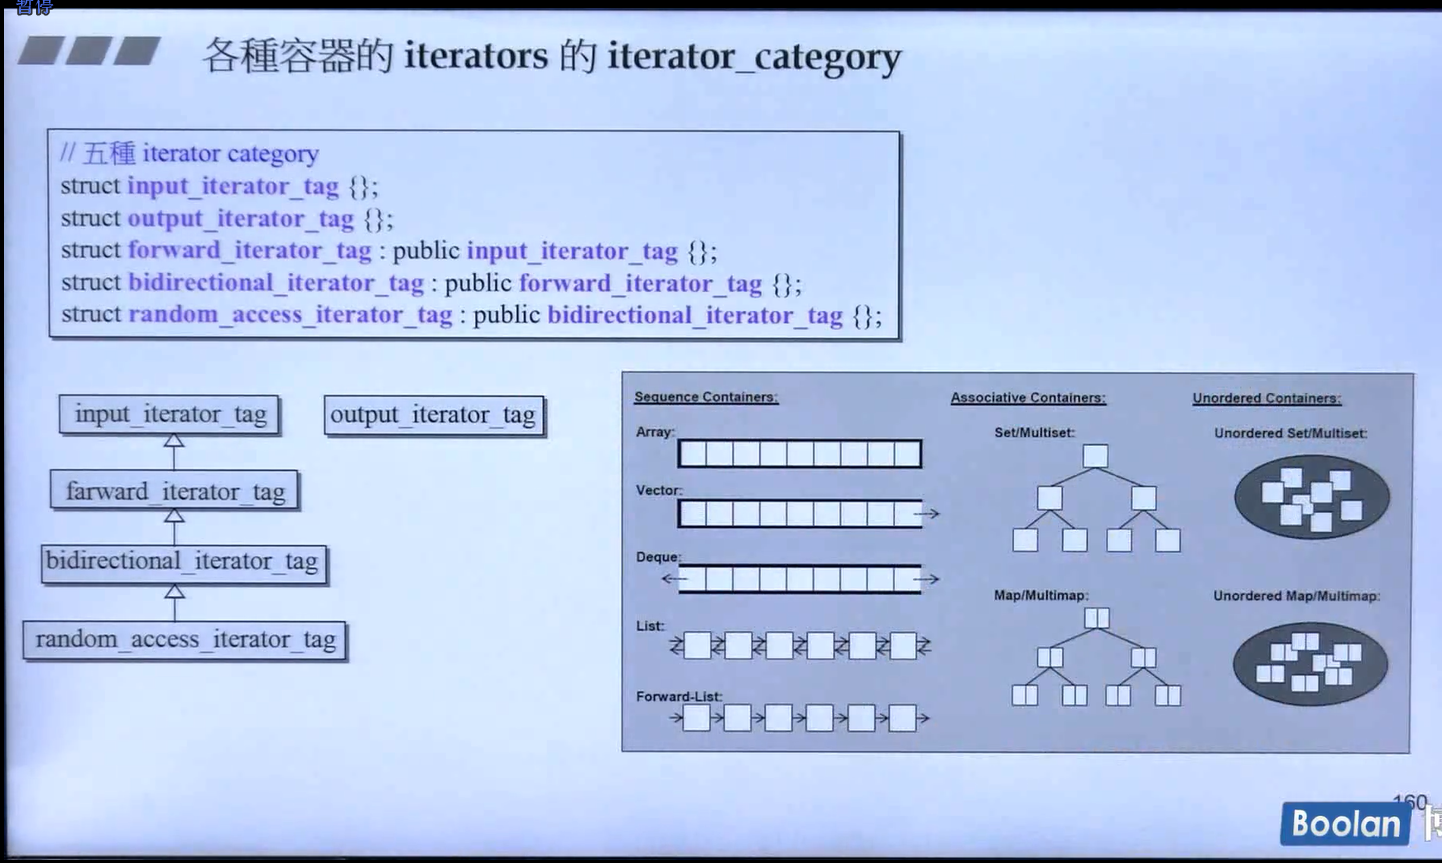 暂停
各種容器的 iterators 的 iterator_category
// 五種 iterator category
struct input_iterator_tag {};
struct output_iterator_tag {};
struct forward_iterator_tag : public input_iterator_tag {};
struct bidirectional_iterator_tag : public forward_iterator_tag {};
struct random_access_iterator_tag : public bidirectional_iterator_tag {};
input_iterator_tag
output_iterator_tag
farward_iterator_tag
bidirectional_iterator_tag
random_access_iterator_tag
Sequence Containers:
Array:
Vector:
Deque:
List:
Forward-List:
Associative Containers:
Set/Multiset:
Map/Multimap:
Unordered Containers:
Unordered Set/Multiset:
Unordered Map/Multimap:
160
Boolan